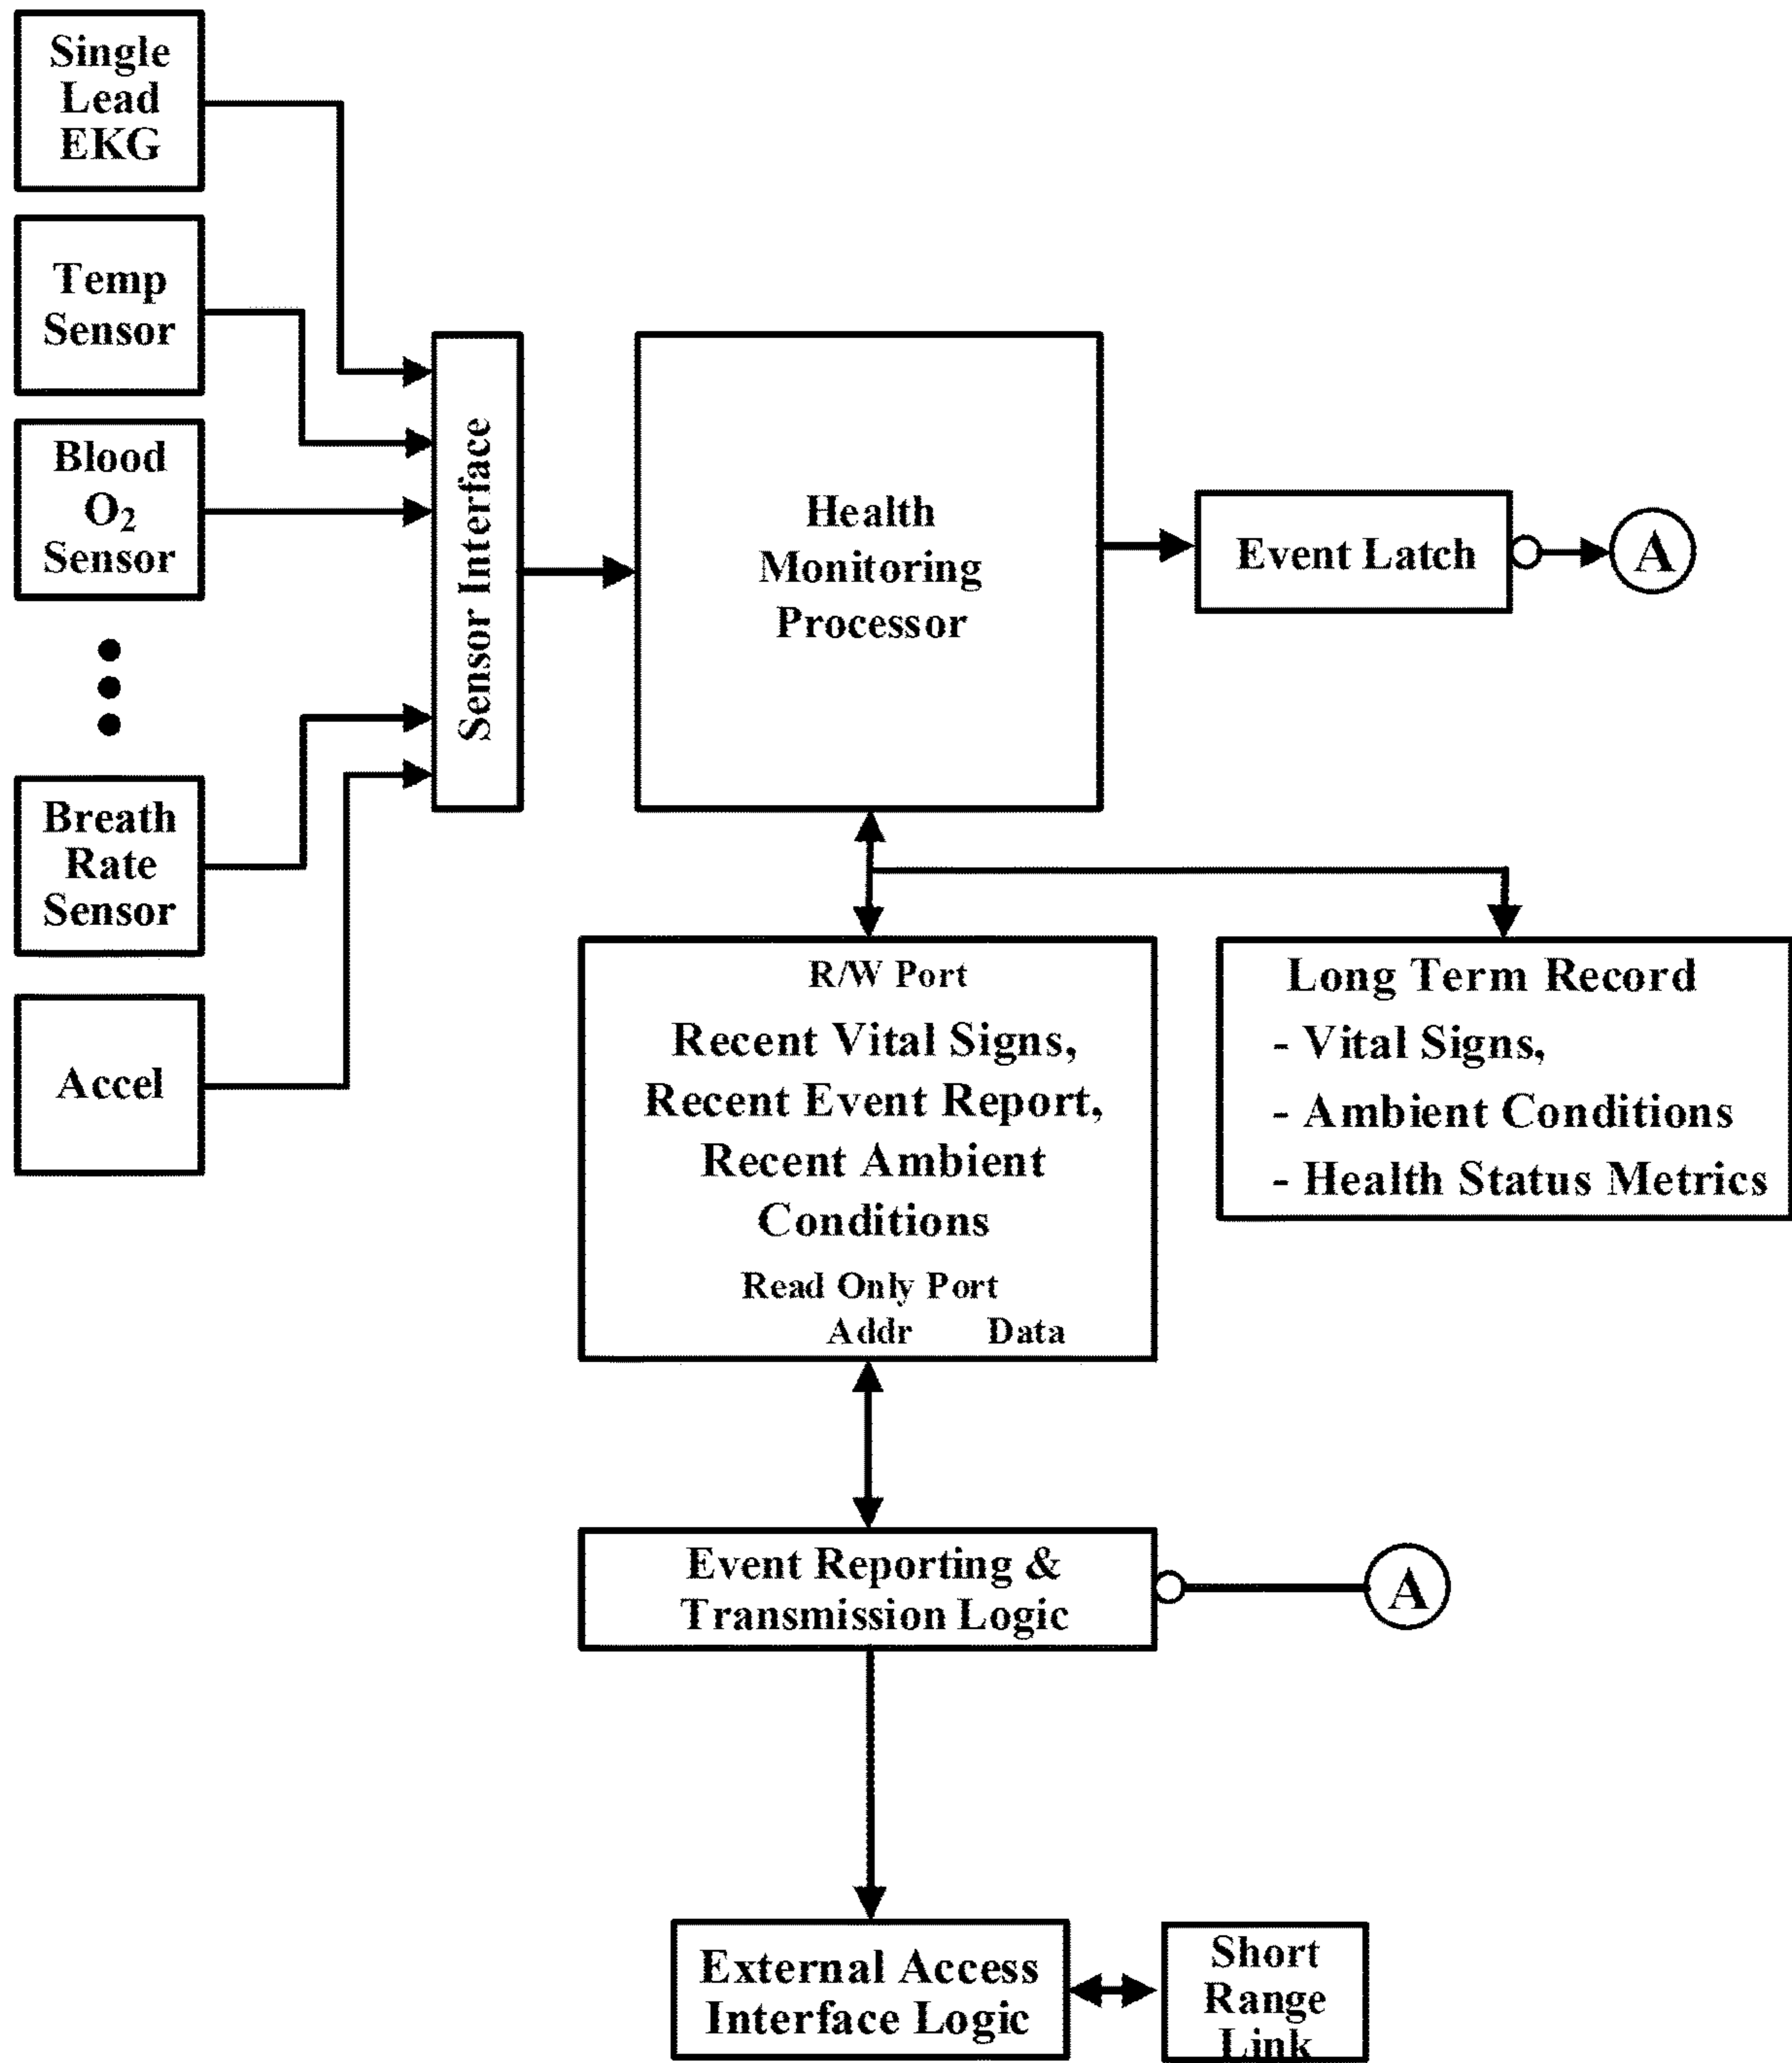 Single
Lead
EKG
Temp
Sensor
Blood
O₂
Sensor
Breath
Rate
Sensor
Accel
Sensor Interface
Health
Monitoring
Processor
Event Latch
A
R/W Port
Recent Vital Signs,
Recent Event Report,
Recent Ambient
Conditions
Read Only Port
Addr Data
Long Term Record
- Vital Signs,
- Ambient Conditions
- Health Status Metrics
Event Reporting &
Transmission Logic
A
External Access
Interface Logic
Short
Range
Link